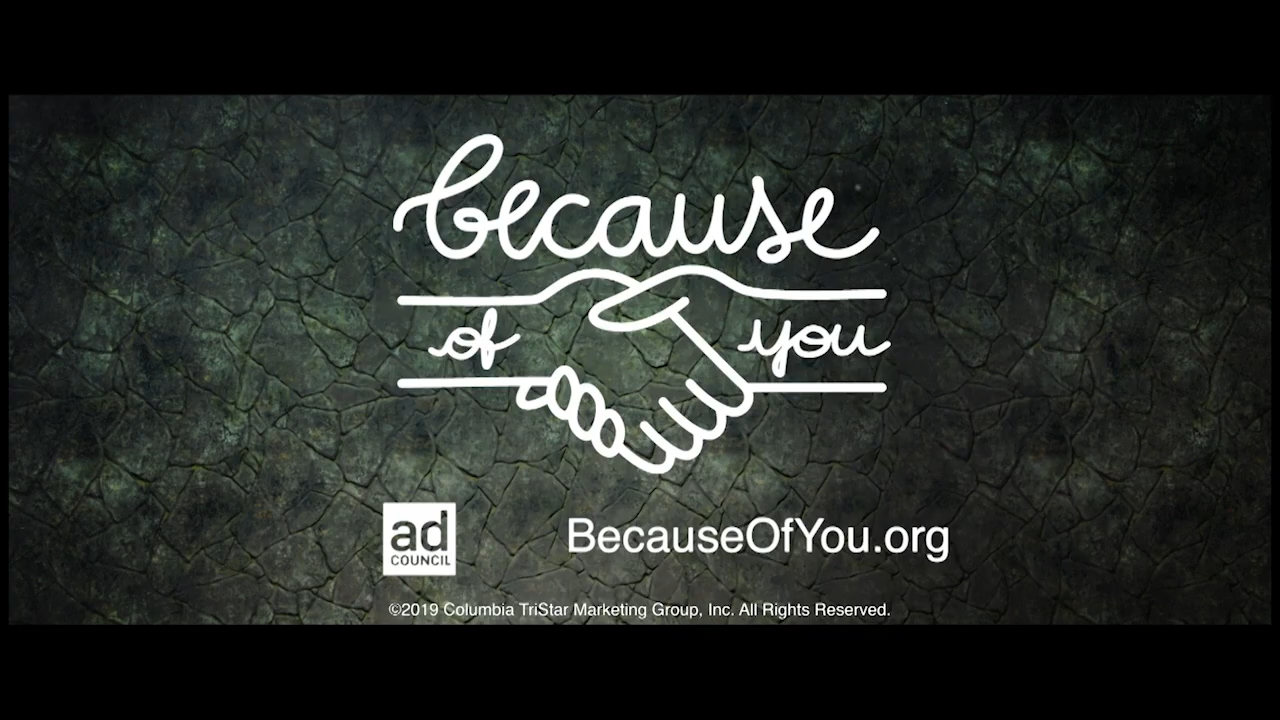 because
of you
ad
COUNCIL
BecauseOfYou.org
©2019 Columbia TriStar Marketing Group, Inc. All Rights Reserved.